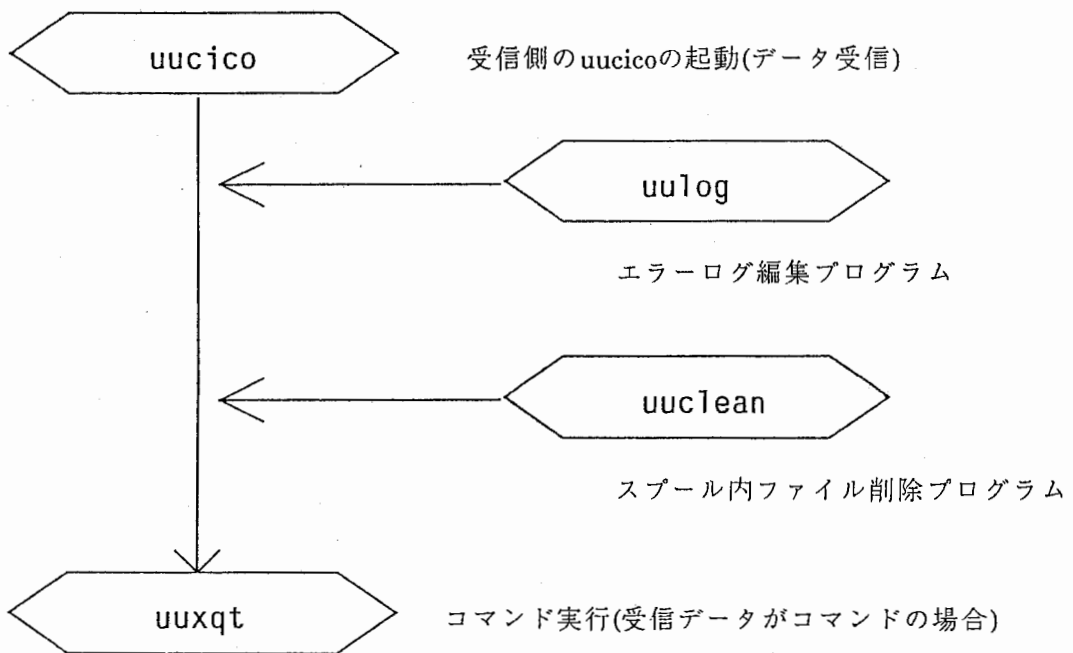 uucico
受信側のuucicoの起動(データ受信)
uulog
エラーログ編集プログラム
uuclean
スプール内ファイル削除プログラム
uuxqt
コマンド実行(受信データがコマンドの場合)